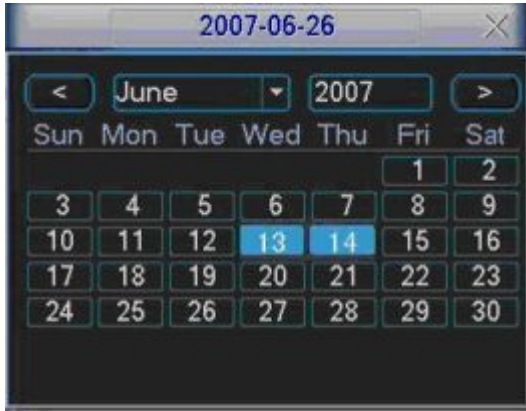 2007-06-26
< June 2007 >
Sun Mon Tue Wed Thu Fri Sat
1 2
3 4 5 6 7 8 9
10 11 12 13 14 15 16
17 18 19 20 21 22 23
24 25 26 27 28 29 30